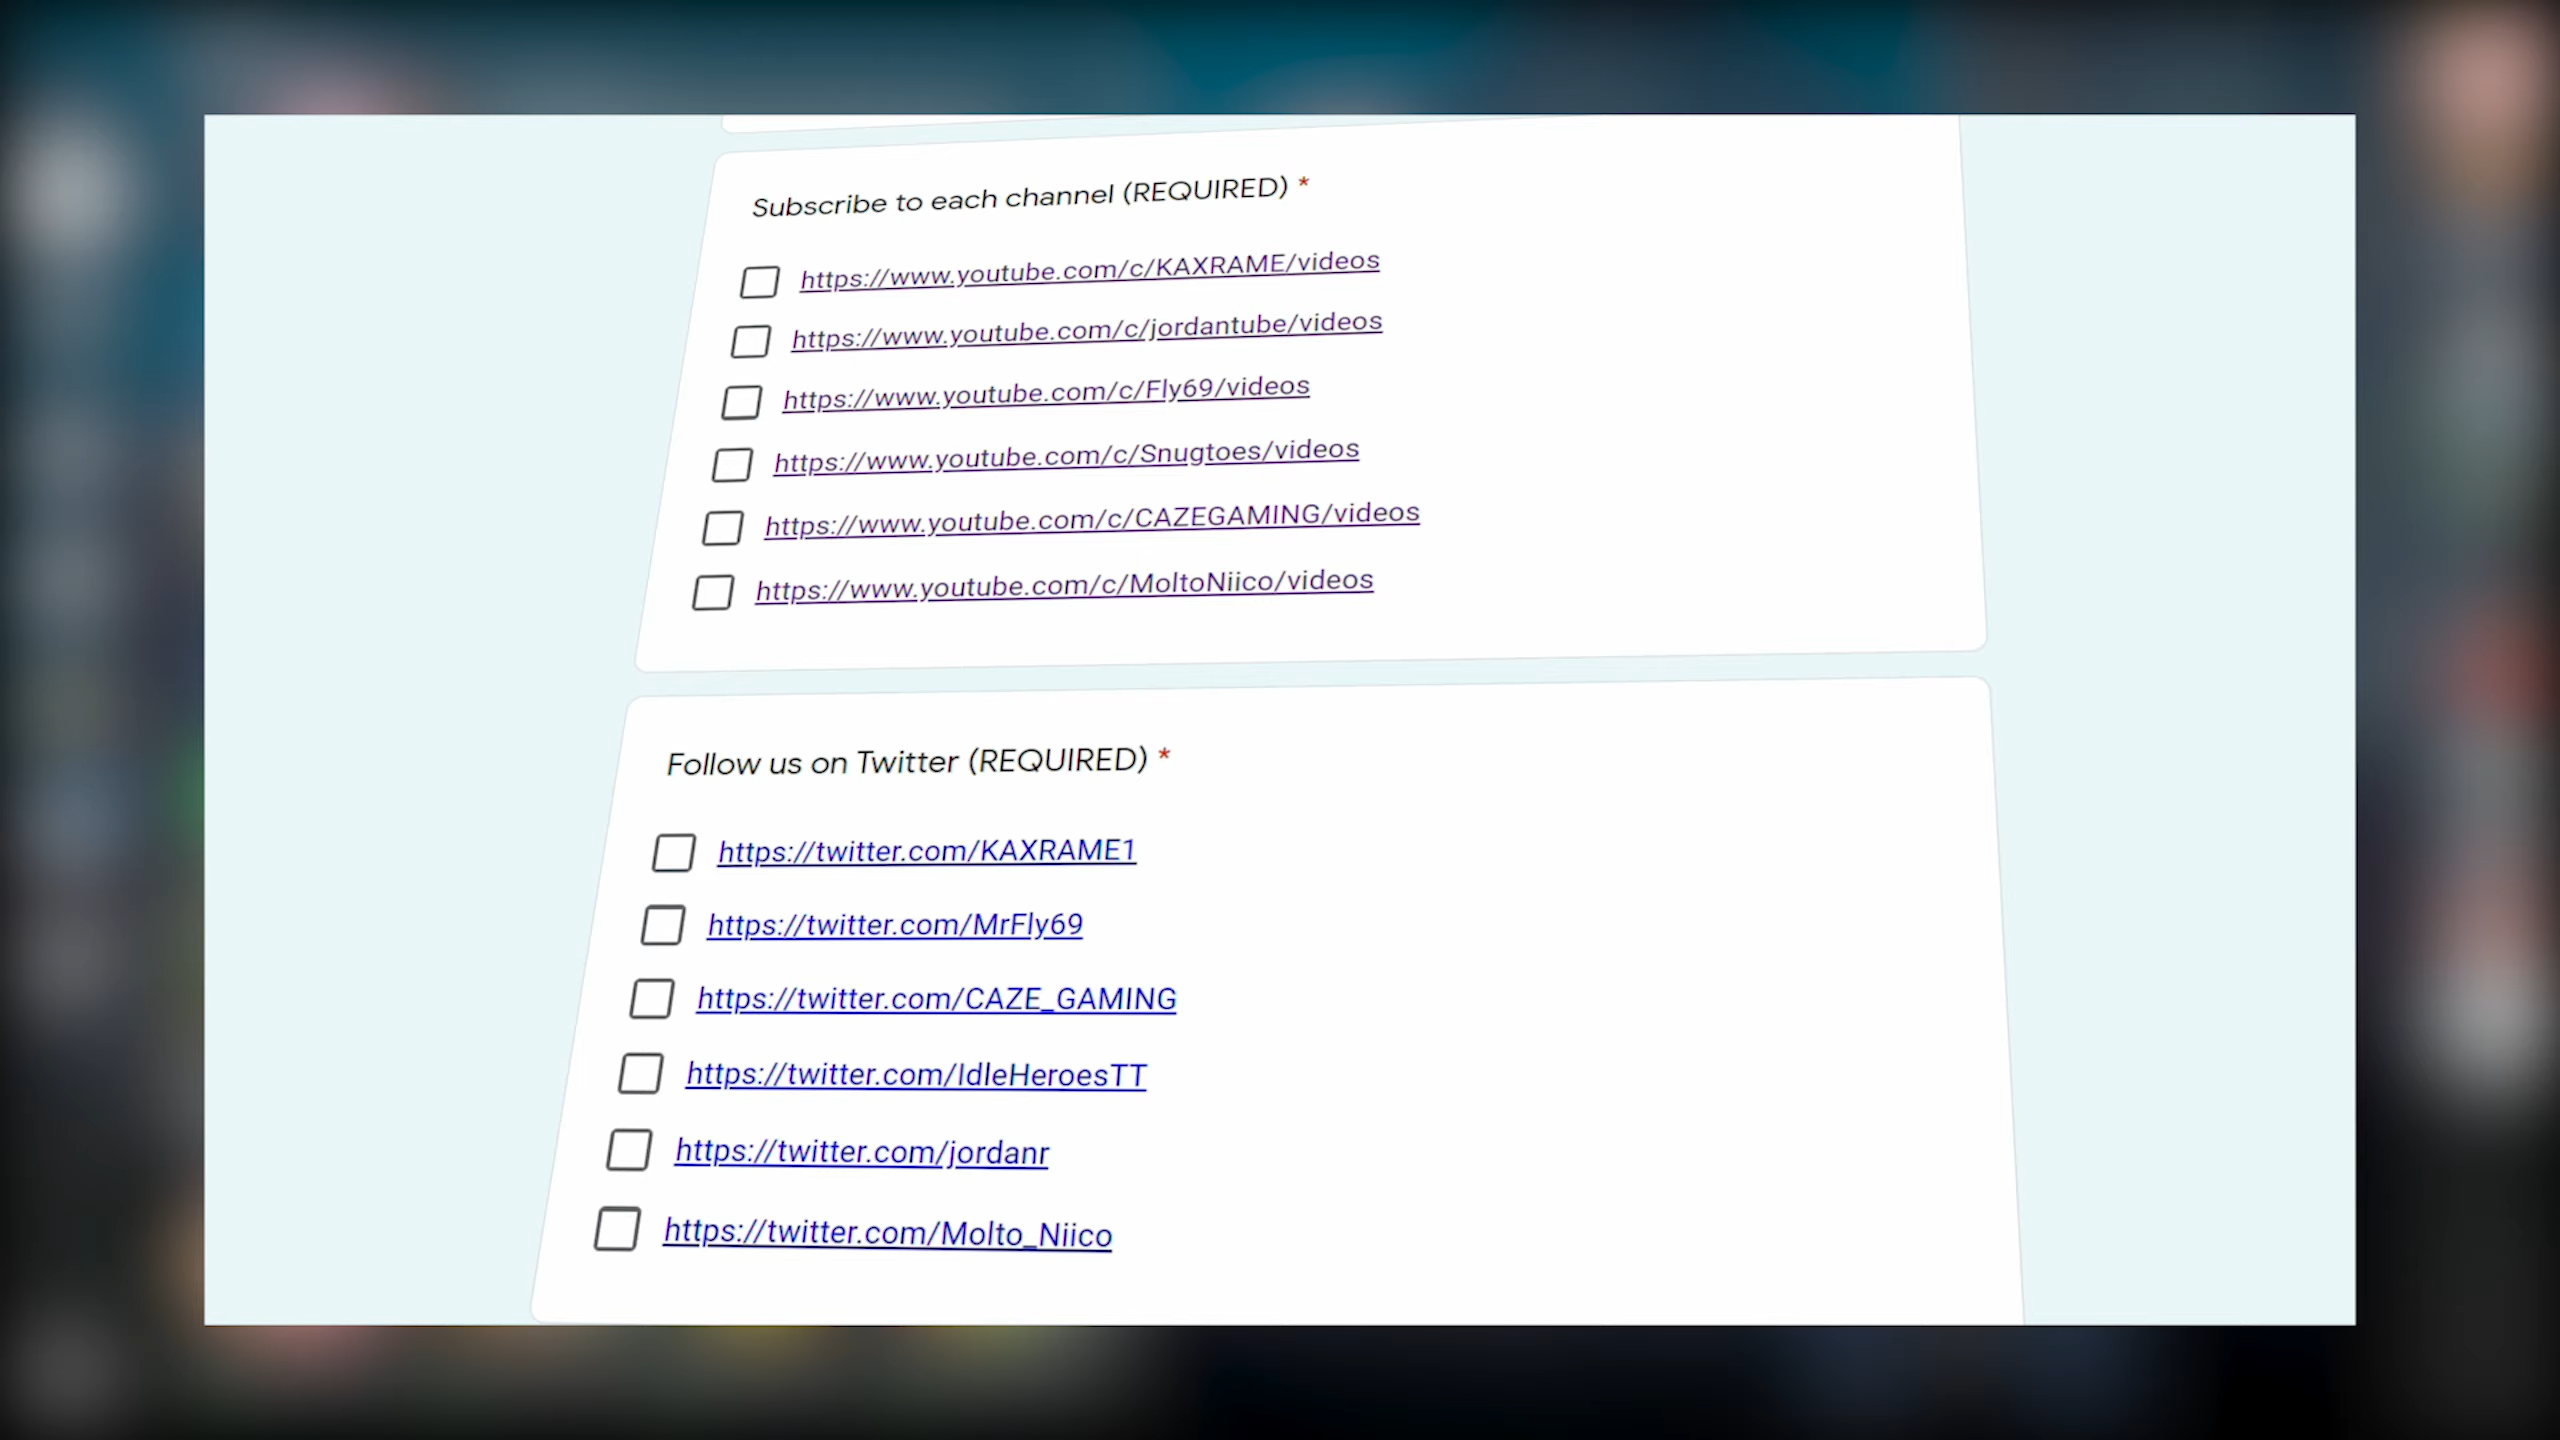 Subscribe to each channel (REQUIRED) *
https://www.youtube.com/c/KAXRAME/videos
https://www.youtube.com/c/jordantube/videos
https://www.youtube.com/c/Fly69/videos
https://www.youtube.com/c/Snugtoes/videos
https://www.youtube.com/c/CAZEGAMING/videos
https://www.youtube.com/c/MoltoNiico/videos
Follow us on Twitter (REQUIRED) *
https://twitter.com/KAXRAME1
https://twitter.com/MrFly69
https://twitter.com/CAZE_GAMING
https://twitter.com/IdleHeroesTT
https://twitter.com/jordanr
https://twitter.com/Molto_Niico